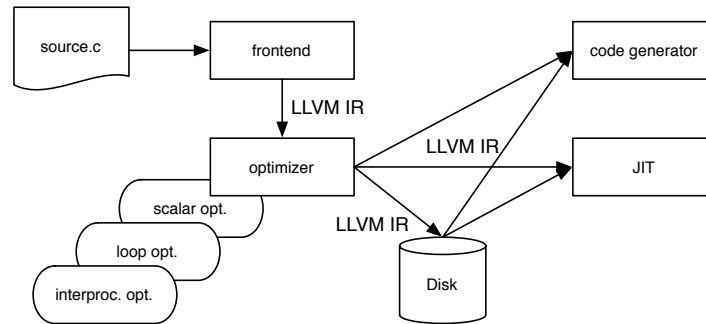 source.c
frontend
code generator
LLVM IR
optimizer
LLVM IR
JIT
scalar opt.
LLVM IR
loop opt.
Disk
interproc. opt.